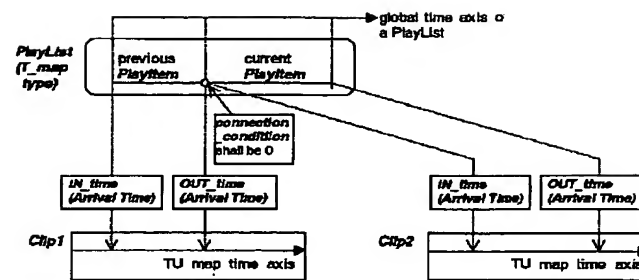 global time axis o
a PlayList
PlayList
(T_map
type)
previous
PlayItem
current
PlayItem
connection
_condition
shall be 0
IN_time
(Arrival Time)
OUT_time
(Arrival Time)
IN_time
(Arrival Time)
OUT_time
(Arrival Time)
Clip1
TU map time axis
Clip2
TU map time axis